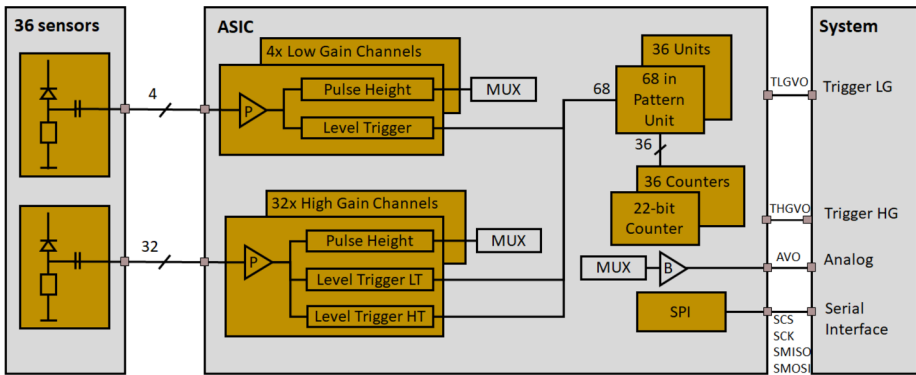 36 sensors
ASIC
System
4x Low Gain Channels
Pulse Height
MUX
Level Trigger
P
4
68
36 Units
68 in
Pattern
Unit
36
36 Counters
22-bit
Counter
TLGVO
Trigger LG
32
32x High Gain Channels
Pulse Height
MUX
P
Level Trigger LT
Level Trigger HT
THGVO
Trigger HG
MUX
B
AVO
Analog
SPI
Serial
Interface
SCS
SCK
SMISO
SMOSI